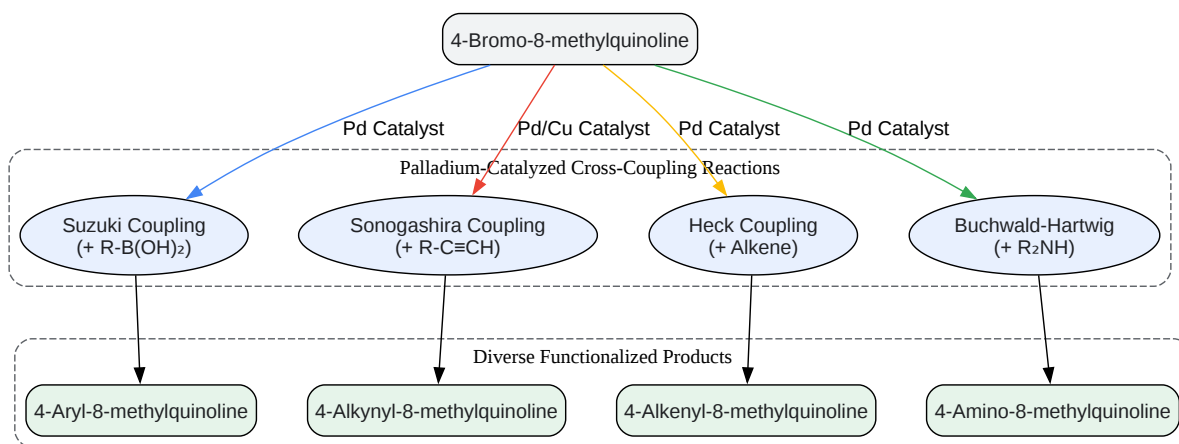 4-Bromo-8-methylquinoline
Pd Catalyst
Pd/Cu Catalyst
Pd Catalyst
Pd Catalyst
Palladium-Catalyzed Cross-Coupling Reactions
Suzuki Coupling
(+ R-B(OH)₂)
Sonogashira Coupling
(+ R-C≡CH)
Heck Coupling
(+ Alkene)
Buchwald-Hartwig
(+ R₂NH)
Diverse Functionalized Products
4-Aryl-8-methylquinoline
4-Alkynyl-8-methylquinoline
4-Alkenyl-8-methylquinoline
4-Amino-8-methylquinoline